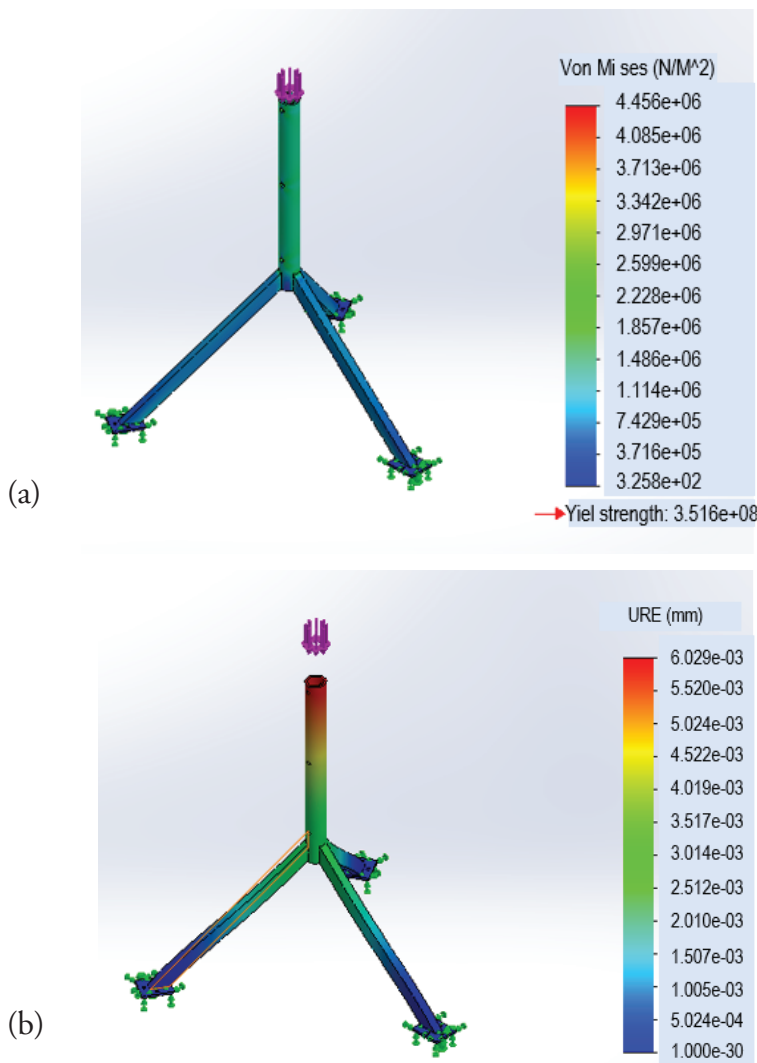 Von Mi ses (N/M^2)
4.456e+06
4.085e+06
3.713e+06
3.342e+06
2.971e+06
2.599e+06
2.228e+06
1.857e+06
1.486e+06
1.114e+06
7.429e+05
3.716e+05
3.258e+02
Yiel strength: 3.516e+08
(a)
URE (mm)
6.029e-03
5.520e-03
5.024e-03
4.522e-03
4.019e-03
3.517e-03
3.014e-03
2.512e-03
2.010e-03
1.507e-03
1.005e-03
5.024e-04
1.000e-30
(b)